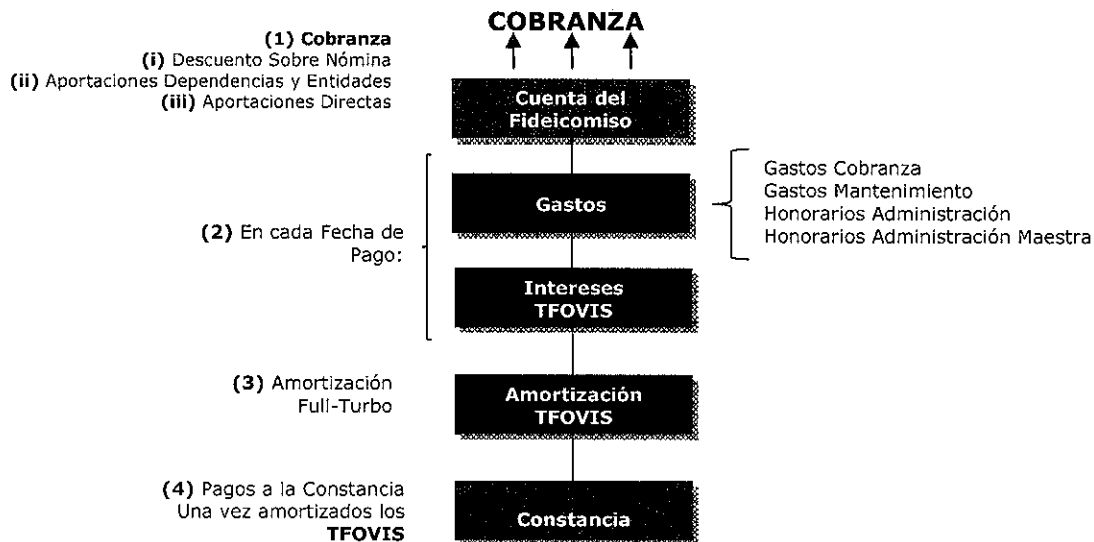 COBRANZA
(1) Cobranza
(i) Descuento Sobre Nómina
(ii) Aportaciones Dependencias y Entidades
(iii) Aportaciones Directas
Cuenta del
Fideicomiso
(2) En cada Fecha de
Pago:
Gastos
Gastos Cobranza
Gastos Mantenimiento
Honorarios Administración
Honorarios Administración Maestra
Intereses
TFOVIS
(3) Amortización
Full-Turbo
Amortización
TFOVIS
(4) Pagos a la Constancia
Una vez amortizados los
TFOVIS
Constancia